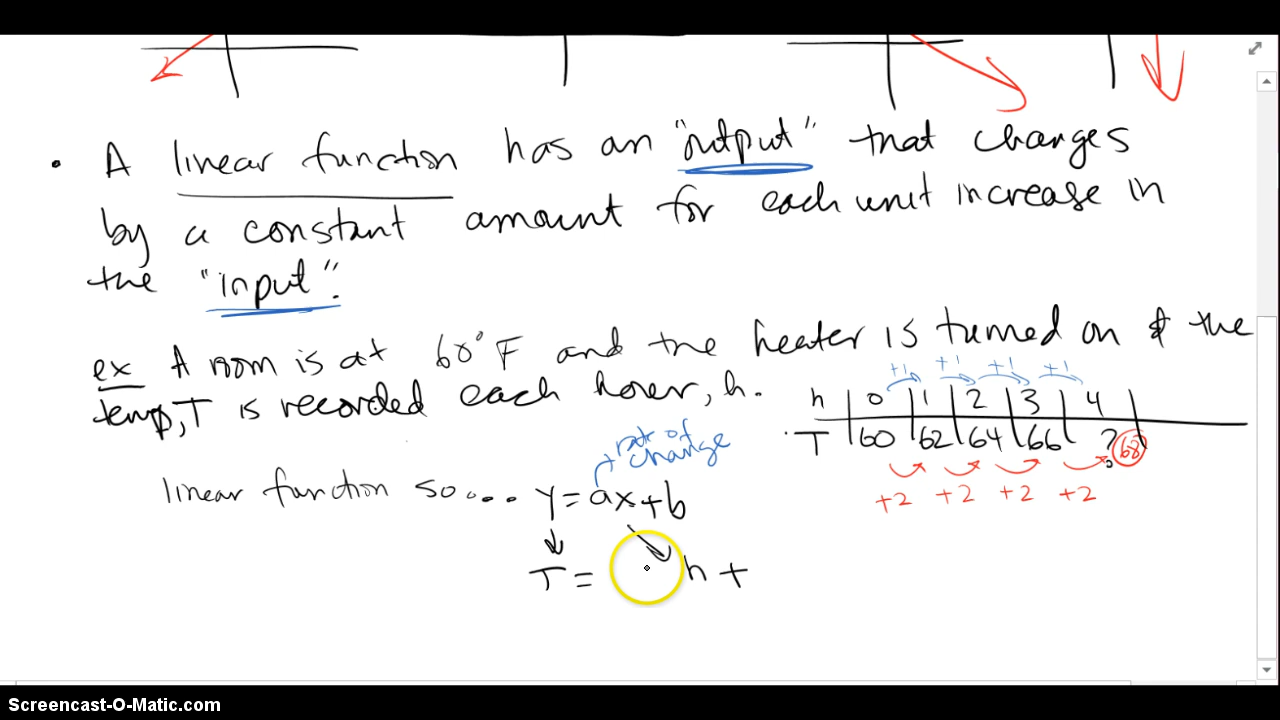 • A linear function has an "output" that changes
by a constant amount for each unit increase in
the "input".
ex A room is at 60° F and the heater is turned on & the
temp, T is recorded each hour, h.
+1 +1 +1 +1
h 0 1 2 3 4
T 60 62 64 66 ? 68
+2 +2 +2 +2
rate of
change
linear function so.... y = ax + b
T = h +
SCREENCAST-O-MATIC.com